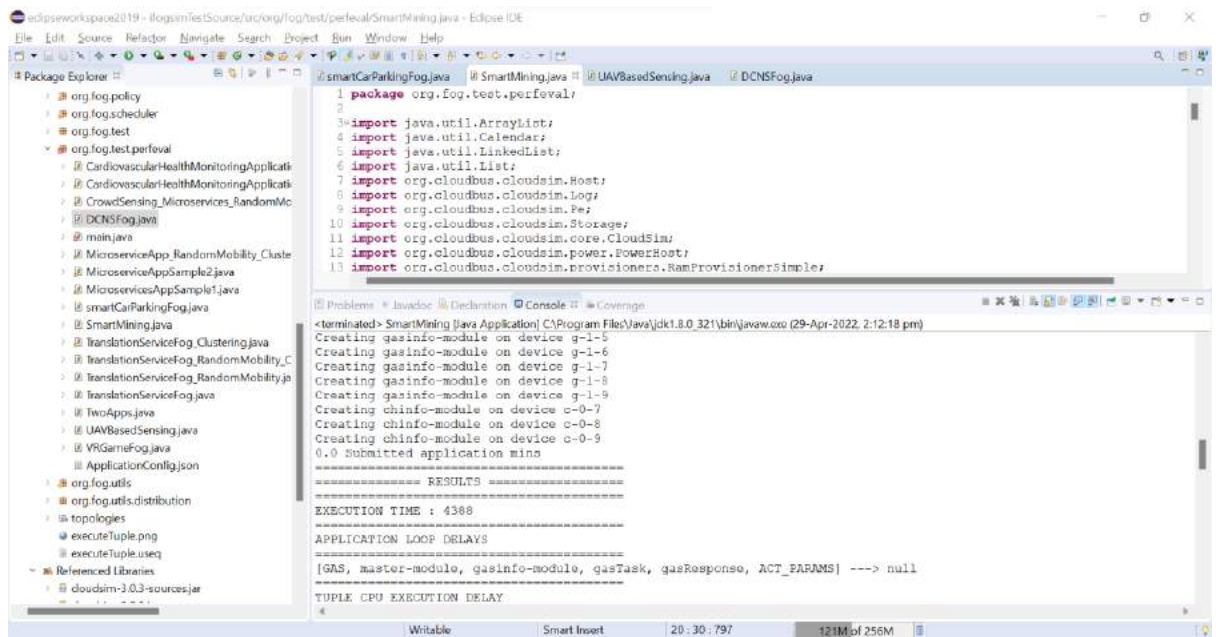 eclipseworkspace2019 - ifogsimTestSource/src/org/fog/test/perfeval/SmartMining.java - Eclipse IDE
File Edit Source Refactor Navigate Search Project Run Window Help
Package Explorer
org.fog.policy
org.fog.scheduler
org.fog.test
org.fog.test.perfeval
CardiovascularHealthMonitoringApplicati
CardiovascularHealthMonitoringApplicati
CrowdSensing_Microservices_RandomMo
DCNSFog.java
main.java
MicroserviceApp_RandomMobility_Cluste
MicroserviceAppSample2.java
MicroservicesAppSample1.java
smartCarParkingFog.java
SmartMining.java
TranslationServiceFog_Clustering.java
TranslationServiceFog_RandomMobility_C
TranslationServiceFog_RandomMobility.ja
TranslationServiceFog.java
TwoApps.java
UAVBasedSensing.java
VRGameFog.java
ApplicationConfig.json
org.fog.utils
org.fog.utils.distribution
topologies
executeTuple.png
executeTuple.useq
Referenced Libraries
cloudsim-3.0.3-sources.jar
smartCarParkingFog.java SmartMining.java UAVBasedSensing.java DCNSFog.java
1 package org.fog.test.perfeval;
2
3 import java.util.ArrayList;
4 import java.util.Calendar;
5 import java.util.LinkedList;
6 import java.util.List;
7 import org.cloudbus.cloudsim.Host;
8 import org.cloudbus.cloudsim.Log;
9 import org.cloudbus.cloudsim.Pe;
10 import org.cloudbus.cloudsim.Storage;
11 import org.cloudbus.cloudsim.core.CloudSim;
12 import org.cloudbus.cloudsim.power.PowerHost;
13 import org.cloudbus.cloudsim.provisioners.RamProvisionerSimple;
Problems Javadoc Declaration Console Coverage
<terminated> SmartMining [Java Application] C:\Program Files\Java\jdk1.8.0_321\bin\javaw.exe (29-Apr-2022, 2:12:18 pm)
Creating gasinfo-module on device g-1-5
Creating gasinfo-module on device g-1-6
Creating gasinfo-module on device g-1-7
Creating gasinfo-module on device g-1-8
Creating gasinfo-module on device g-1-9
Creating chinfo-module on device c-0-7
Creating chinfo-module on device c-0-8
Creating chinfo-module on device c-0-9
0.0 Submitted application mins
=========================================
============== RESULTS ==================
=========================================
EXECUTION TIME : 4388
=========================================
APPLICATION LOOP DELAYS
=========================================
[GAS, master-module, gasinfo-module, gasTask, gasResponse, ACT_PARAMS] ---> null
=========================================
TUPLE CPU EXECUTION DELAY
Writable Smart Insert 20 : 30 : 797 121M of 256M